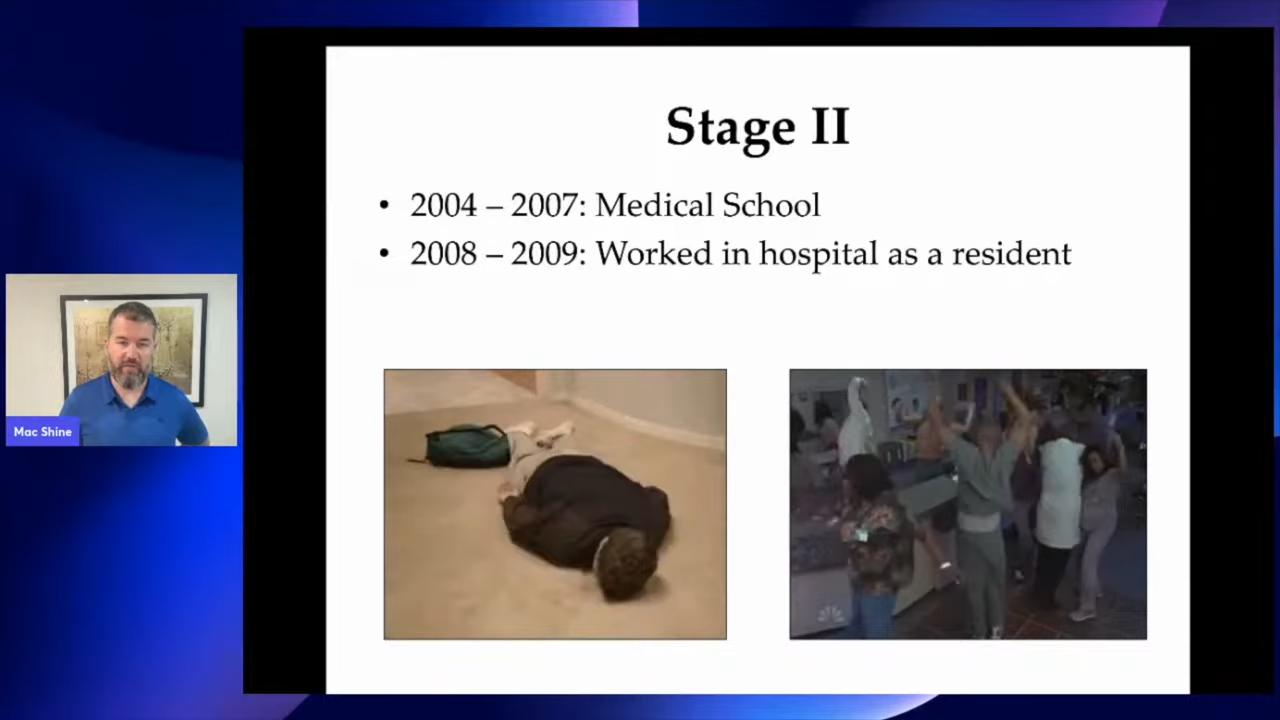 Stage II
• 2004 – 2007: Medical School
• 2008 – 2009: Worked in hospital as a resident
Mac Shine